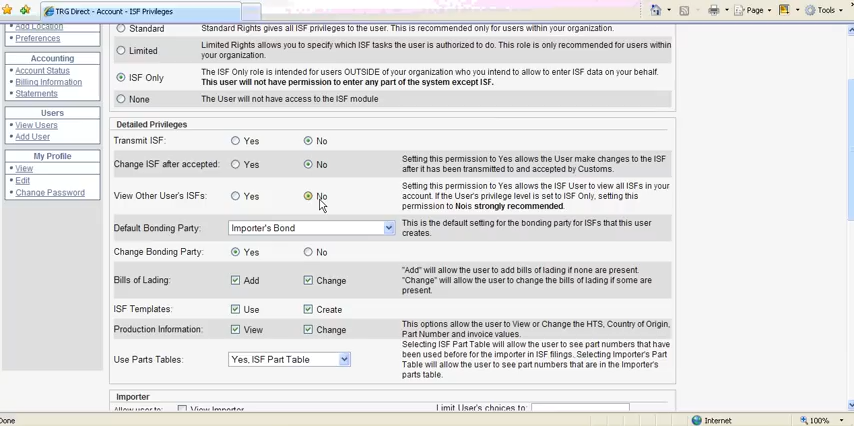 TRG Direct - Account - ISF Privileges
Page
Tools
Add Location
Preferences
Accounting
Account Status
Billing Information
Statements
Users
View Users
Add User
My Profile
View
Edit
Change Password
Standard
Standard Rights gives all ISF privileges to the user. This is recommended only for users within your organization.
Limited
Limited Rights allows you to specify which ISF tasks the user is authorized to do. This role is only recommended for users within
your organization.
ISF Only
The ISF Only role is intended for users OUTSIDE of your organization who you intend to allow to enter ISF data on your behalf.
This user will not have permission to enter any part of the system except ISF.
None
The User will not have access to the ISF module
Detailed Privileges
Transmit ISF: Yes No
Change ISF after accepted: Yes No
Setting this permission to Yes allows the User make changes to the ISF
after it has been transmitted to and accepted by Customs.
View Other User's ISFs: Yes No
Setting this permission to Yes allows the ISF User to view all ISFs in your
account. If the User's privilege level is set to ISF Only, setting this
permission to No is strongly recommended.
Default Bonding Party: Importer's Bond
This is the default setting for the bonding party for ISFs that this user
creates.
Change Bonding Party: Yes No
Bills of Lading: Add Change
"Add" will allow the user to add bills of lading if none are present.
"Change" will allow the user to change the bills of lading if some are
present.
ISF Templates: Use Create
Production Information: View Change
This options allow the user to View or Change the HTS, Country of Origin,
Part Number and invoice values.
Use Parts Tables: Yes, ISF Part Table
Selecting ISF Part Table will allow the user to see part numbers that have
been used before for the importer in ISF filings. Selecting Importer's Part
Table will allow the user to see part numbers that are in the Importer's
parts table.
Importer
Allow user to: View Importer Limit User's choices to:
Done
Internet
100%